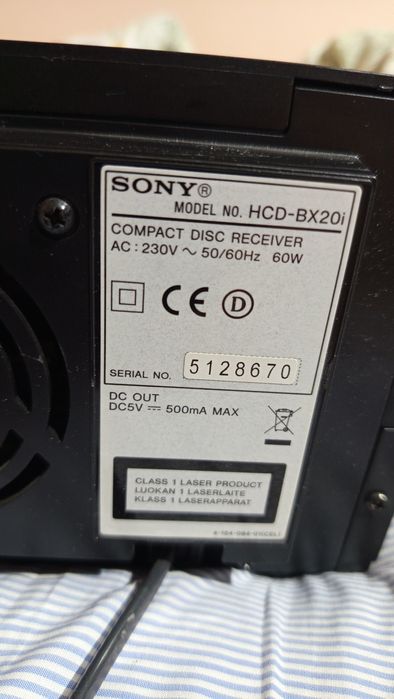 SONY®
MODEL NO. HCD-BX20i
COMPACT DISC RECEIVER
AC : 230V ~ 50/60Hz 60W
CE D
SERIAL NO. 5128670
DC OUT
DC5V ⎓ 500mA MAX
CLASS 1 LASER PRODUCT
LUOKAN 1 LASERLAITE
KLASS 1 LASERAPPARAT